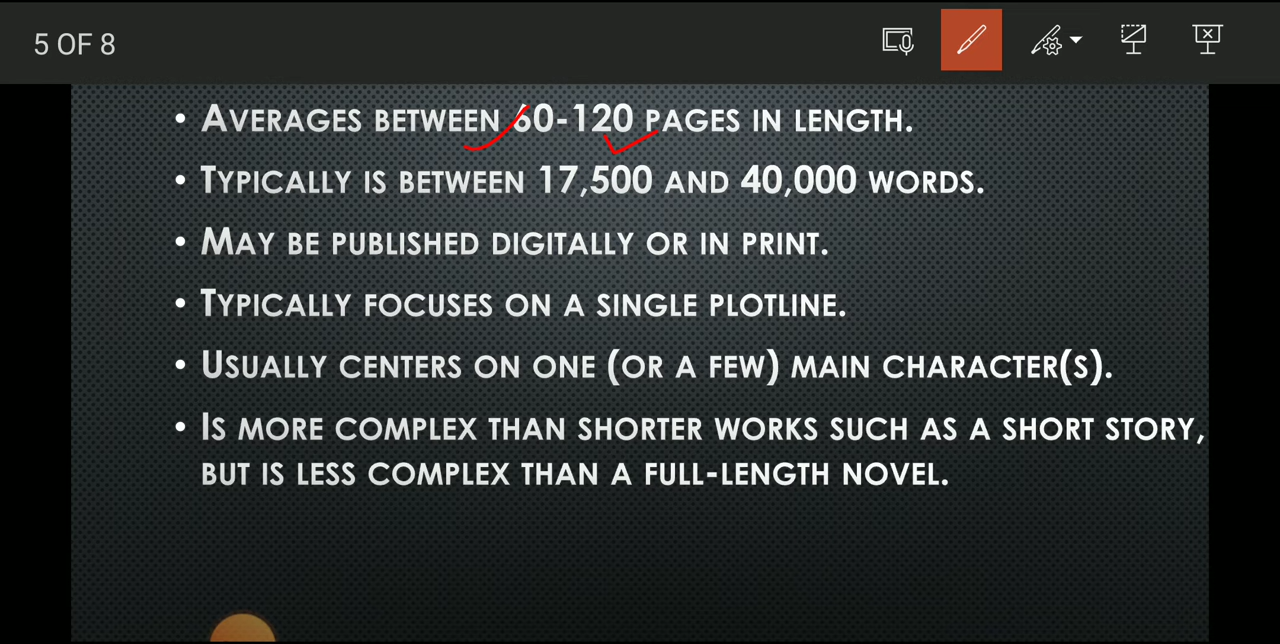 5 OF 8
• AVERAGES BETWEEN 60-120 PAGES IN LENGTH.
• TYPICALLY IS BETWEEN 17,500 AND 40,000 WORDS.
• MAY BE PUBLISHED DIGITALLY OR IN PRINT.
• TYPICALLY FOCUSES ON A SINGLE PLOTLINE.
• USUALLY CENTERS ON ONE (OR A FEW) MAIN CHARACTER(S).
• IS MORE COMPLEX THAN SHORTER WORKS SUCH AS A SHORT STORY,
BUT IS LESS COMPLEX THAN A FULL-LENGTH NOVEL.